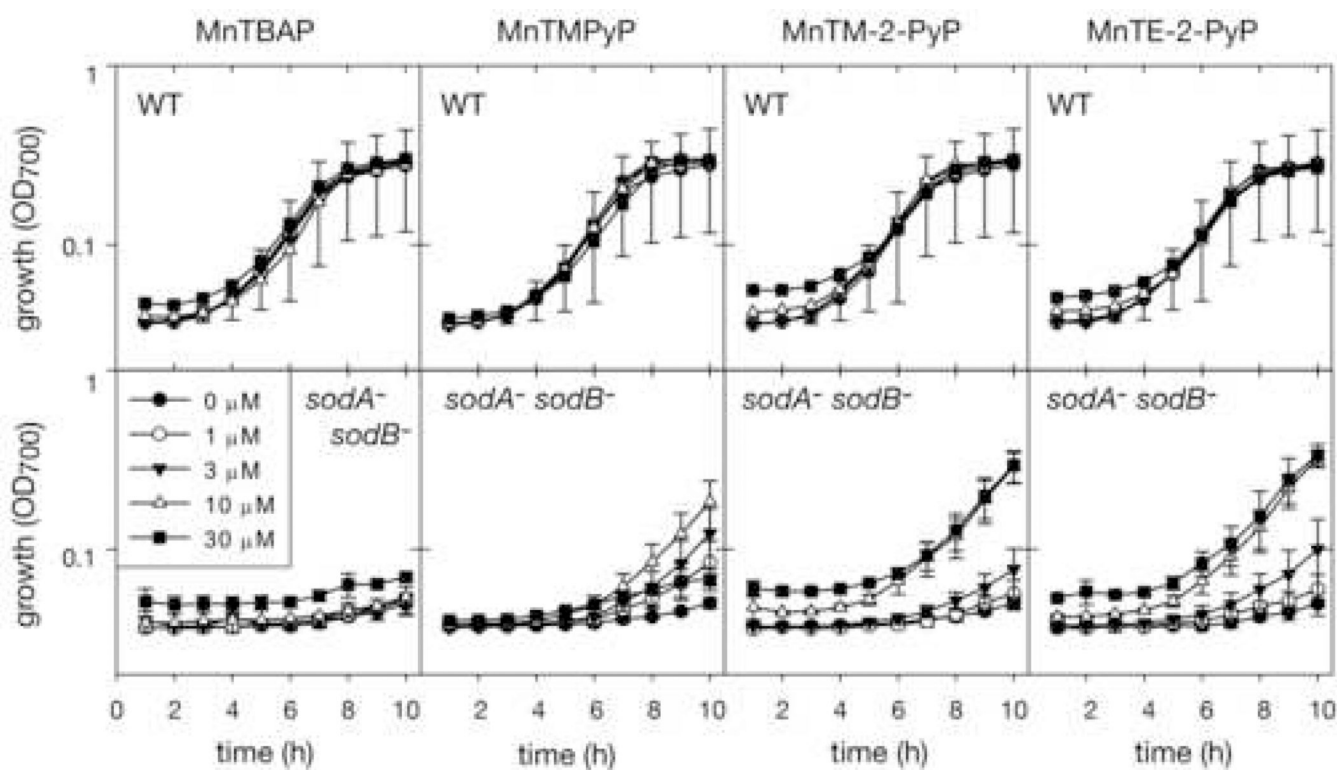 MnTBAP MnTMPyP MnTM-2-PyP MnTE-2-PyP
growth (OD700)
1
0.1
WT WT WT WT
growth (OD700)
1
0.1
0 μM
1 μM
3 μM
10 μM
30 μM
sodA-
sodB-
sodA- sodB-
sodA- sodB-
sodA- sodB-
0 2 4 6 8 10 2 4 6 8 10 2 4 6 8 10 2 4 6 8 10
time (h) time (h) time (h) time (h)